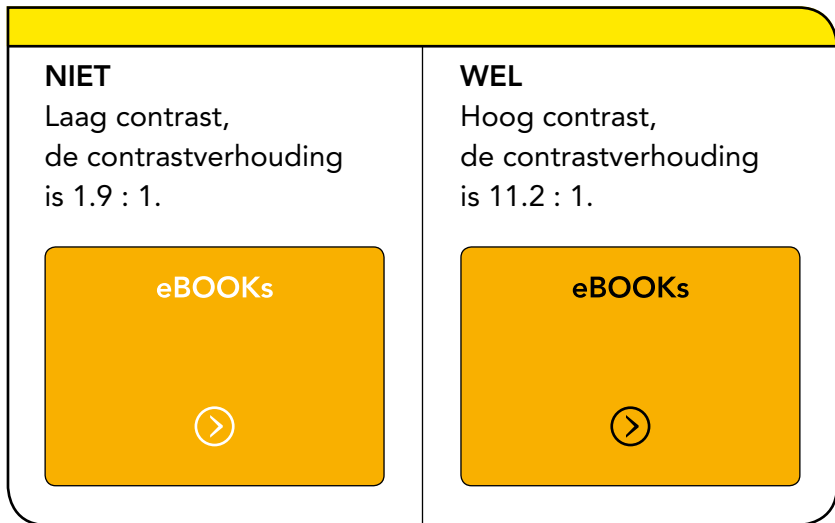 NIET
Laag contrast,
de contrastverhouding
is 1.9 : 1.
eBOOKs
WEL
Hoog contrast,
de contrastverhouding
is 11.2 : 1.
eBOOKs